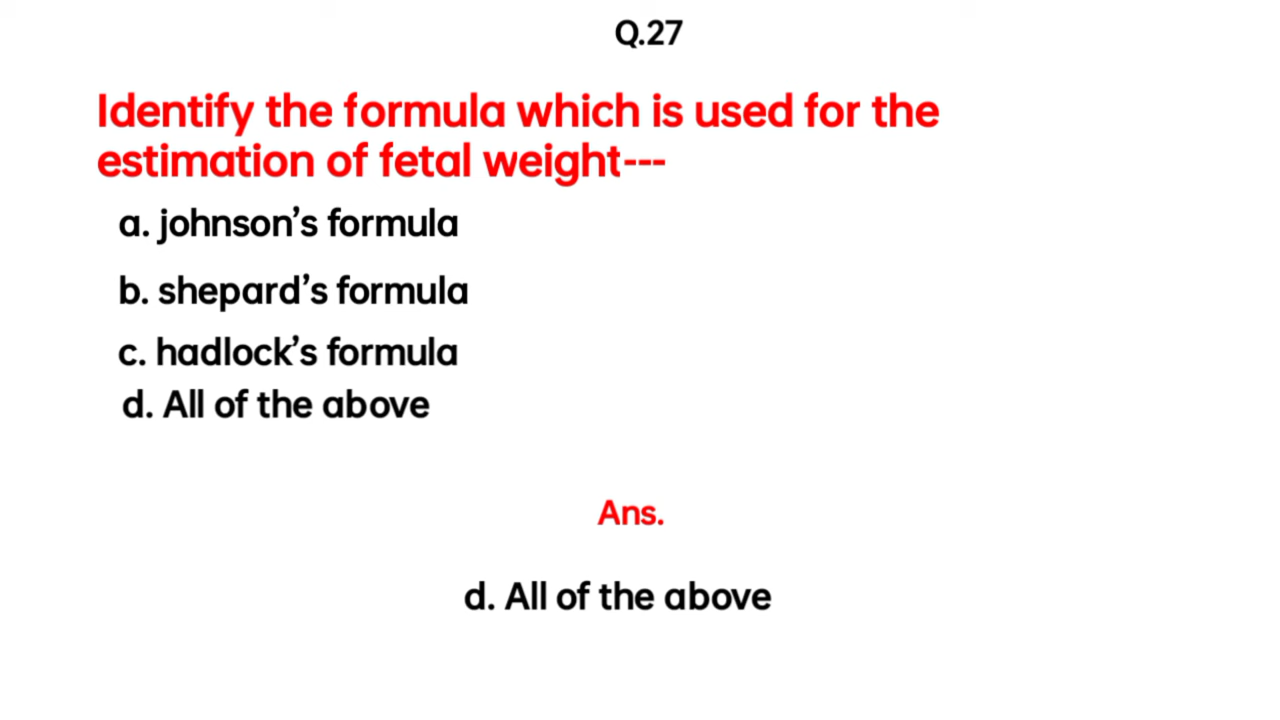 Q.27
Identify the formula which is used for the
estimation of fetal weight---
a. johnson’s formula
b. shepard’s formula
c. hadlock’s formula
d. All of the above
Ans.
d. All of the above